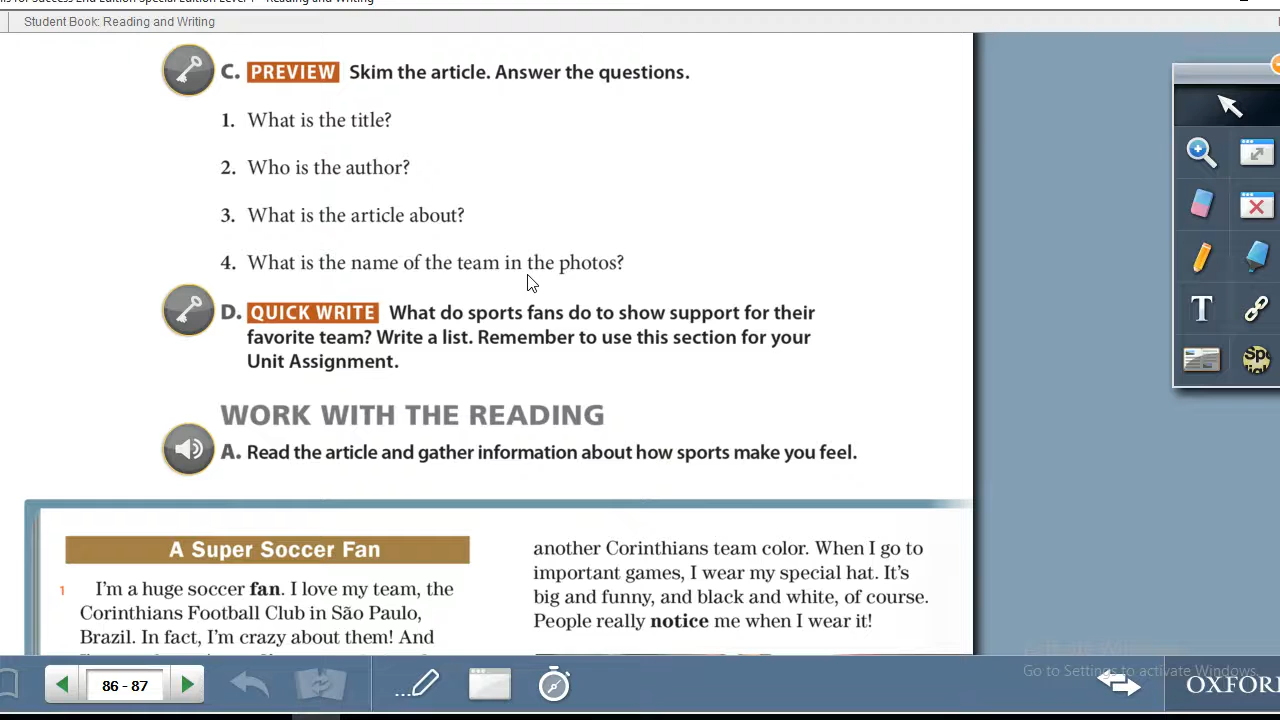 Student Book: Reading and Writing
C. PREVIEW Skim the article. Answer the questions.
1. What is the title?
2. Who is the author?
3. What is the article about?
4. What is the name of the team in the photos?
D. QUICK WRITE What do sports fans do to show support for their
favorite team? Write a list. Remember to use this section for your
Unit Assignment.
WORK WITH THE READING
A. Read the article and gather information about how sports make you feel.
A Super Soccer Fan
1 I'm a huge soccer fan. I love my team, the
Corinthians Football Club in São Paulo,
Brazil. In fact, I'm crazy about them! And
another Corinthians team color. When I go to
important games, I wear my special hat. It's
big and funny, and black and white, of course.
People really notice me when I wear it!
T
86 - 87
Go to Settings to activate Windows.
OXFOR